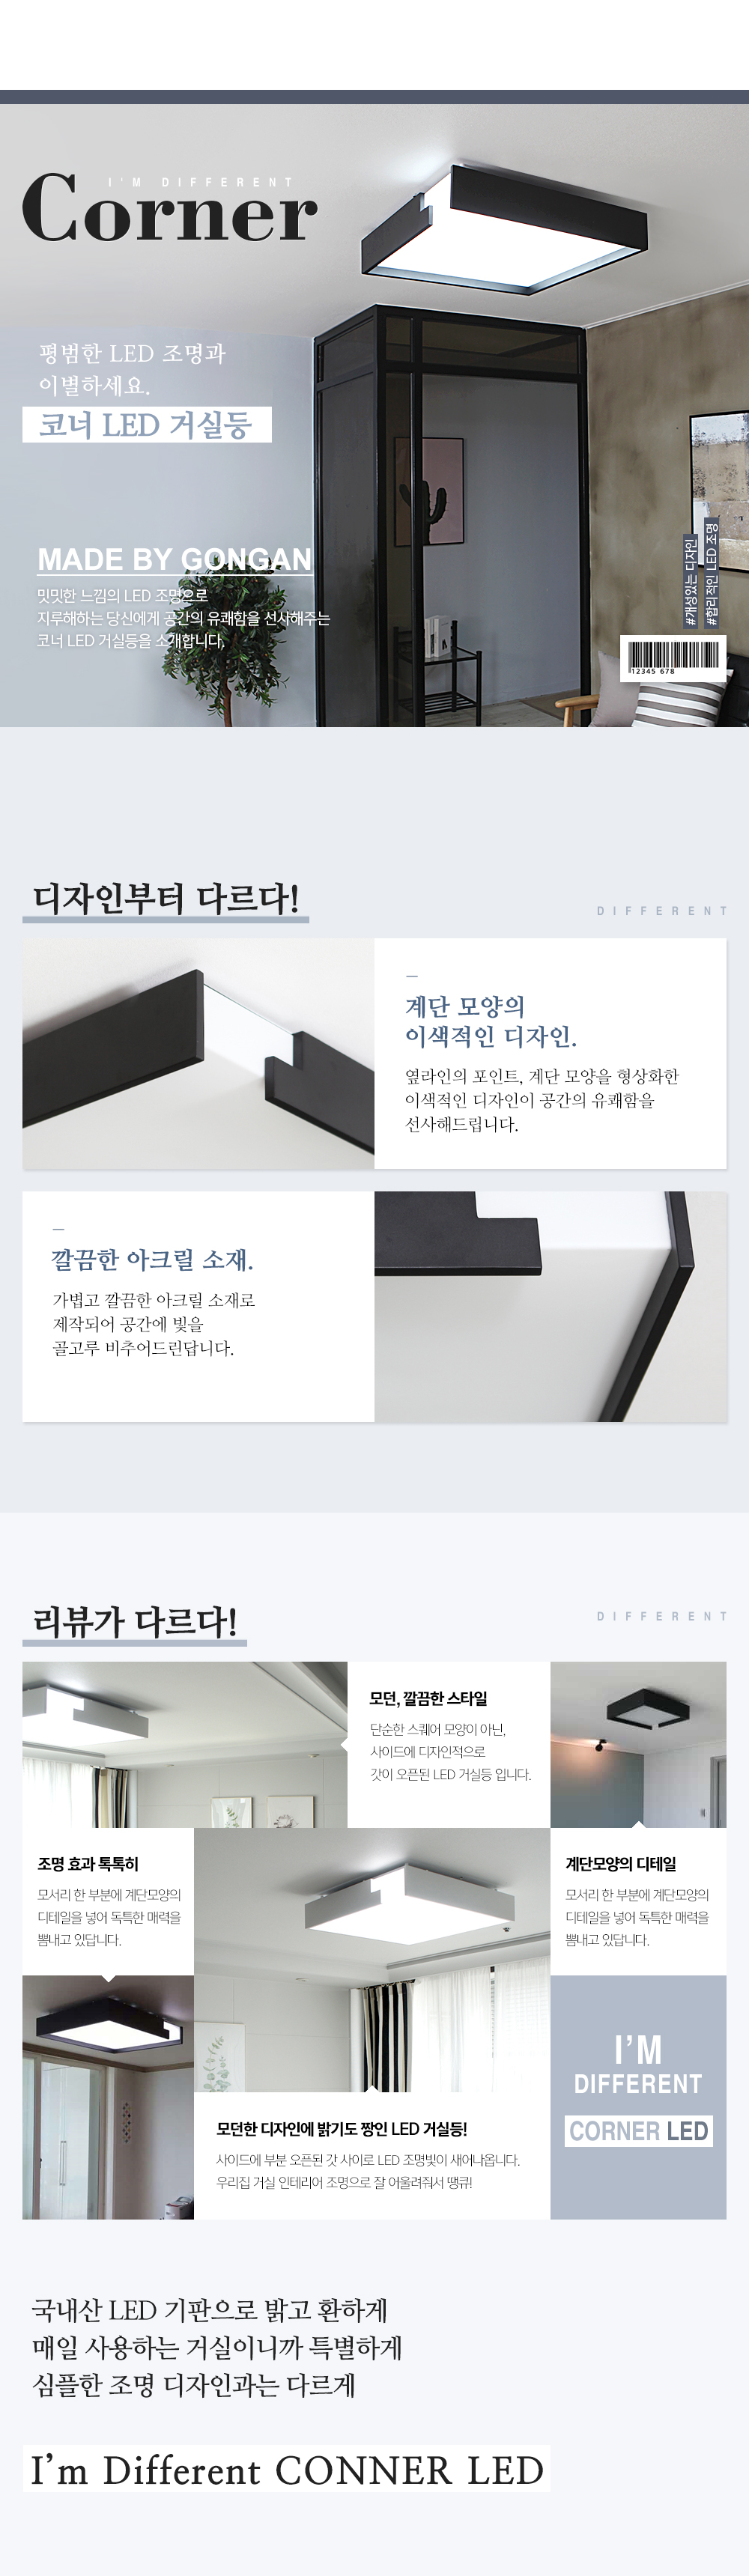 I'M DIFFERENT
Corner
평범한 LED 조명과
이별하세요.
코너 LED 거실등
MADE BY GONGAN
밋밋한 느낌의 LED 조명으로
지루해하는 당신에게 공간의 유쾌함을 선사해주는
코너 LED 거실등을 소개합니다.
#개성있는 디자인
#합리적인 LED 조명
12345 678
디자인부터 다르다!
DIFFERENT
계단 모양의
이색적인 디자인.
옆라인의 포인트, 계단 모양을 형상화한
이색적인 디자인이 공간의 유쾌함을
선사해드립니다.
깔끔한 아크릴 소재.
가볍고 깔끔한 아크릴 소재로
제작되어 공간에 빛을
골고루 비추어드린답니다.
리뷰가 다르다!
DIFFERENT
모던, 깔끔한 스타일
단순한 스퀘어 모양이 아닌,
사이드에 디자인적으로
갓이 오픈된 LED 거실등 입니다.
조명 효과 톡톡히
모서리 한 부분에 계단모양의
디테일을 넣어 독특한 매력을
뽐내고 있답니다.
계단모양의 디테일
모서리 한 부분에 계단모양의
디테일을 넣어 독특한 매력을
뽐내고 있답니다.
I'M
DIFFERENT
CORNER LED
모던한 디자인에 밝기도 짱인 LED 거실등!
사이드에 부분 오픈된 갓 사이로 LED 조명빛이 새어나옵니다.
우리집 거실 인테리어 조명으로 잘 어울려줘서 땡큐!
국내산 LED 기판으로 밝고 환하게
매일 사용하는 거실이니까 특별하게
심플한 조명 디자인과는 다르게
I'm Different CONNER LED